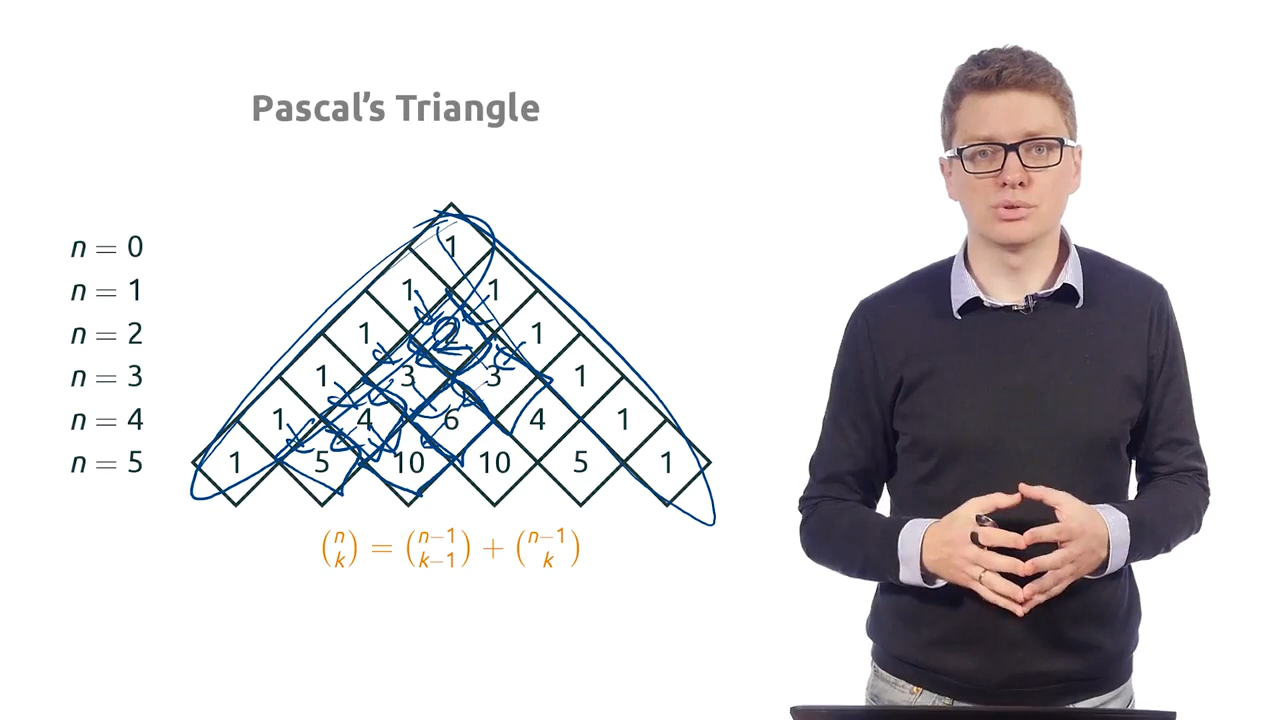 Pascal's Triangle
n = 0 1
n = 1 1 1
n = 2 1 2 1
n = 3 1 3 3 1
n = 4 1 4 6 4 1
n = 5 1 5 10 10 5 1
(n k) = (n−1 k−1) + (n−1 k)